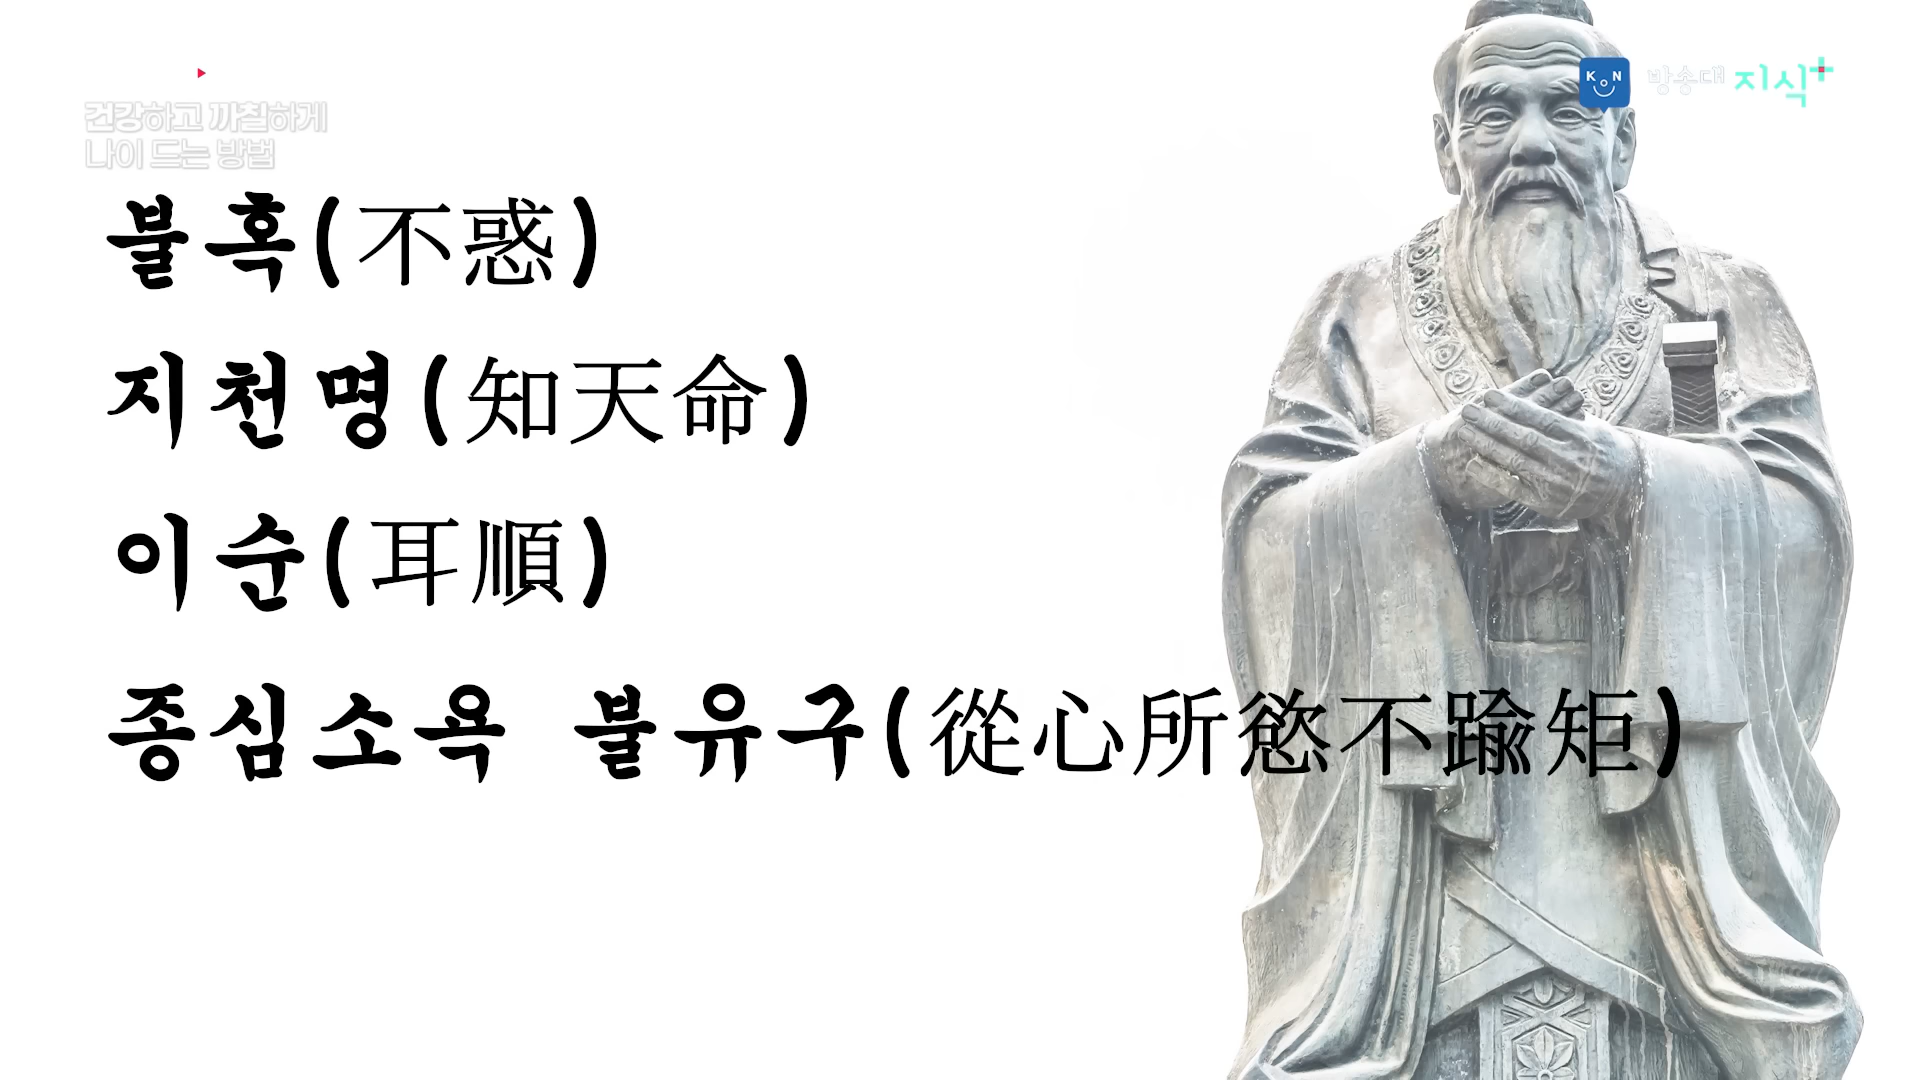 건강하고 까칠하게
나이 드는 방법
KON 방송대 지식+
불혹(不惑)
지천명(知天命)
이순(耳順)
종심소욕 불유구(從心所慾不踰矩)